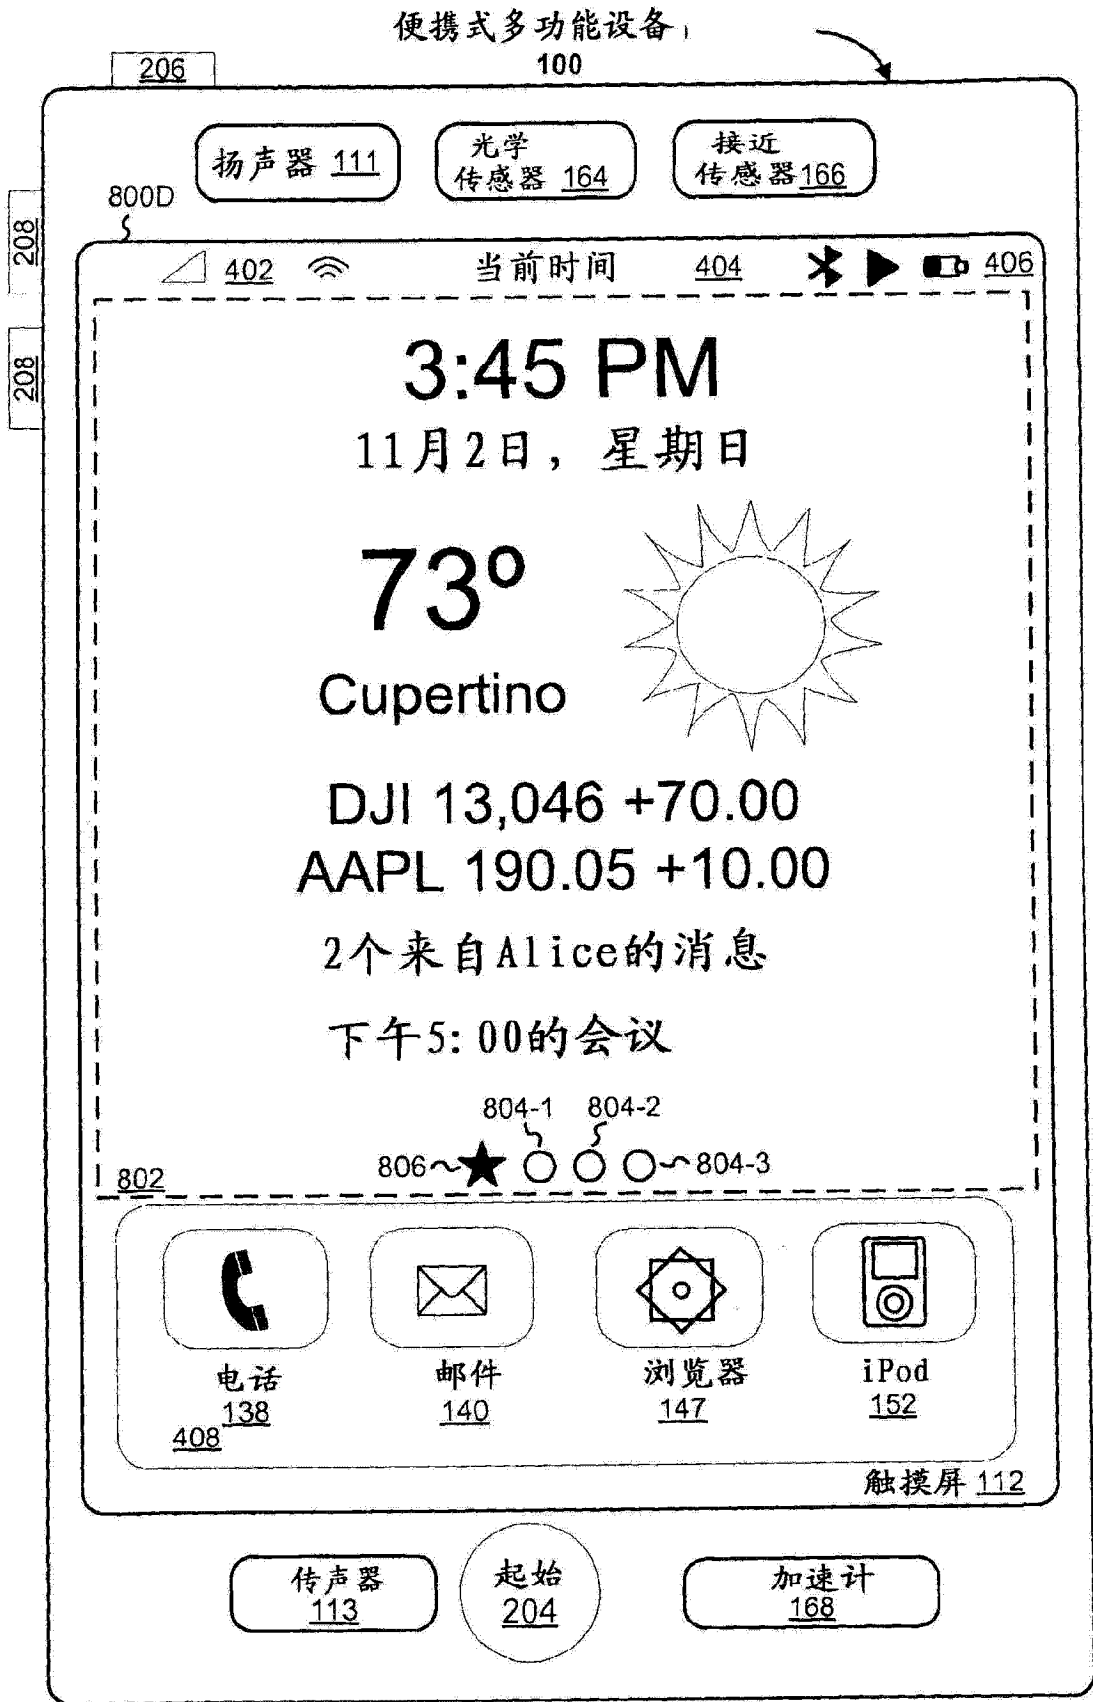 便携式多功能设备
100
206
扬声器 111
光学
传感器 164
接近
传感器 166
208
208
800D
402
当前时间
404
406
3:45 PM
11月2日，星期日
73º
Cupertino
DJI 13,046 +70.00
AAPL 190.05 +10.00
2个来自Alice的消息
下午5: 00的会议
804-1
804-2
806
804-3
802
电话
138
邮件
140
浏览器
147
iPod
152
408
触摸屏 112
传声器
113
起始
204
加速计
168